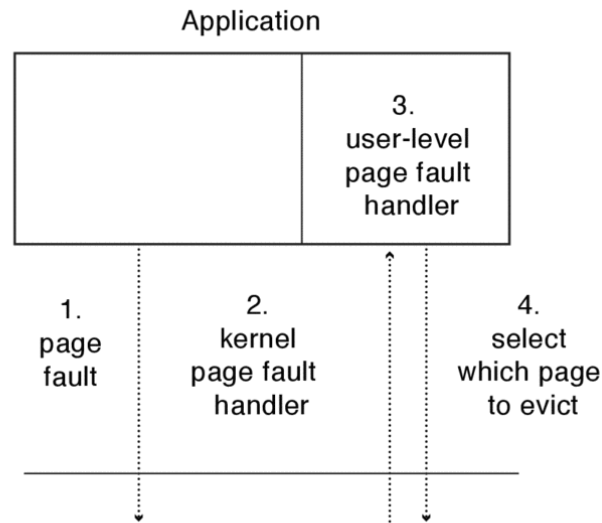 Application
3.
user-level
page fault
handler
1.
page
fault
2.
kernel
page fault
handler
4.
select
which page
to evict